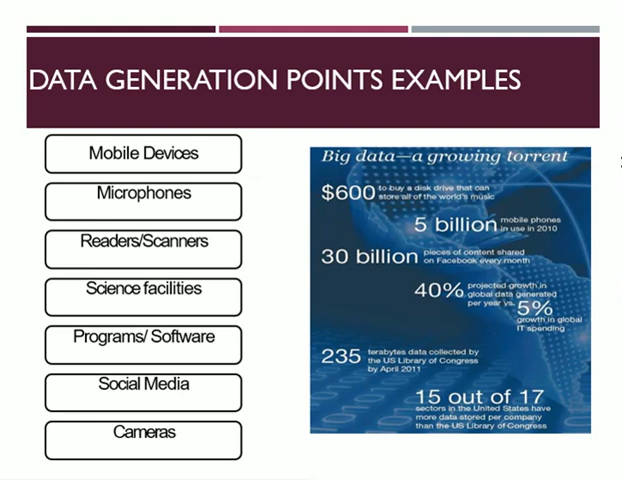 DATA GENERATION POINTS EXAMPLES
Mobile Devices
Microphones
Readers/Scanners
Science facilities
Programs/ Software
Social Media
Cameras
Big data—a growing torrent
$600 to buy a disk drive that can
store all of the world's music
5 billion mobile phones
in use in 2010
30 billion pieces of content shared
on Facebook every month
40% projected growth in
global data generated
per year vs. 5%
growth in global
IT spending
235 terabytes data collected by
the US Library of Congress
by April 2011
15 out of 17
sectors in the United States have
more data stored per company
than the US Library of Congress